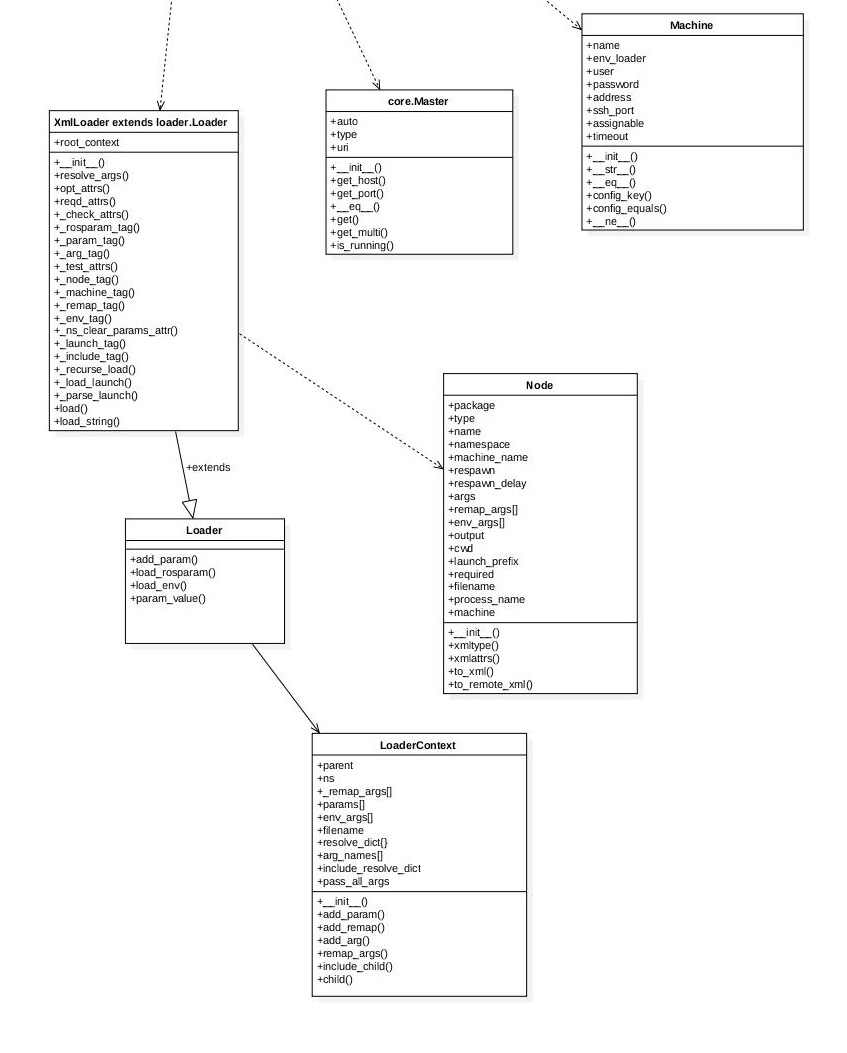 Machine
+name
+env_loader
+user
+password
+address
+ssh_port
+assignable
+timeout
+__init__()
+__str__()
+__eq__()
+config_key()
+config_equals()
+__ne__()
core.Master
+auto
+type
+uri
+__init__()
+get_host()
+get_port()
+__eq__()
+get()
+get_multi()
+is_running()
XmlLoader extends loader.Loader
+root_context
+__init__()
+resolve_args()
+opt_attrs()
+reqd_attrs()
+_check_attrs()
+_rosparam_tag()
+_param_tag()
+_arg_tag()
+_test_attrs()
+_node_tag()
+_machine_tag()
+_remap_tag()
+_env_tag()
+_ns_clear_params_attr()
+_launch_tag()
+_include_tag()
+_recurse_load()
+_load_launch()
+_parse_launch()
+load()
+load_string()
+extends
Node
+package
+type
+name
+namespace
+machine_name
+respawn
+respawn_delay
+args
+remap_args[]
+env_args[]
+output
+cwd
+launch_prefix
+required
+filename
+process_name
+machine
+__init__()
+xmltype()
+xmlattrs()
+to_xml()
+to_remote_xml()
Loader
+add_param()
+load_rosparam()
+load_env()
+param_value()
LoaderContext
+parent
+ns
+_remap_args[]
+params[]
+env_args[]
+filename
+resolve_dict{}
+arg_names[]
+include_resolve_dict
+pass_all_args
+__init__()
+add_param()
+add_remap()
+add_arg()
+remap_args()
+include_child()
+child()